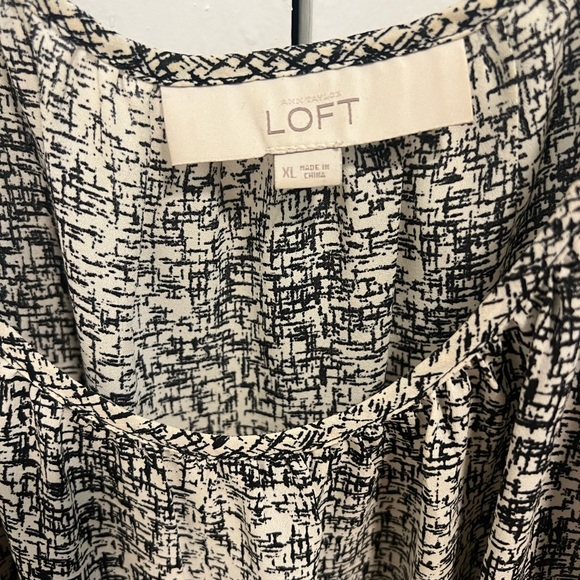 ANN TAYLOR
LOFT
XL
MADE IN
CHINA